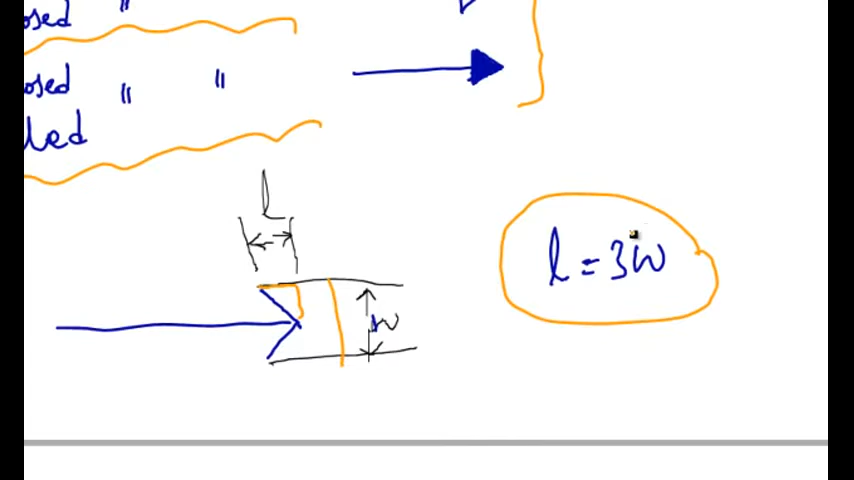 osed "
osed " "
led
l
l = 3w
w